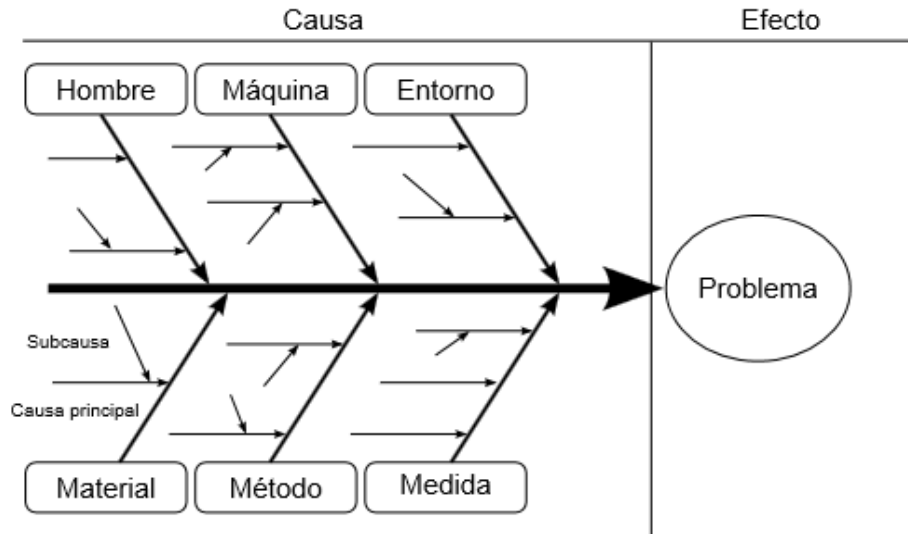 Causa
Efecto
Hombre
Máquina
Entorno
Problema
Subcausa
Causa principal
Material
Método
Medida